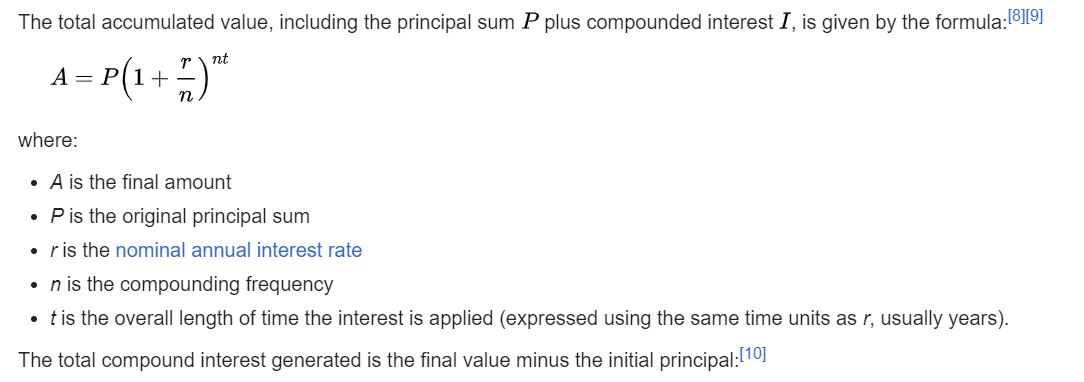 The total accumulated value, including the principal sum P plus compounded interest I, is given by the formula:[8][9]
A = P(1 + r/n)^nt
where:
• A is the final amount
• P is the original principal sum
• r is the nominal annual interest rate
• n is the compounding frequency
• t is the overall length of time the interest is applied (expressed using the same time units as r, usually years).
The total compound interest generated is the final value minus the initial principal:[10]